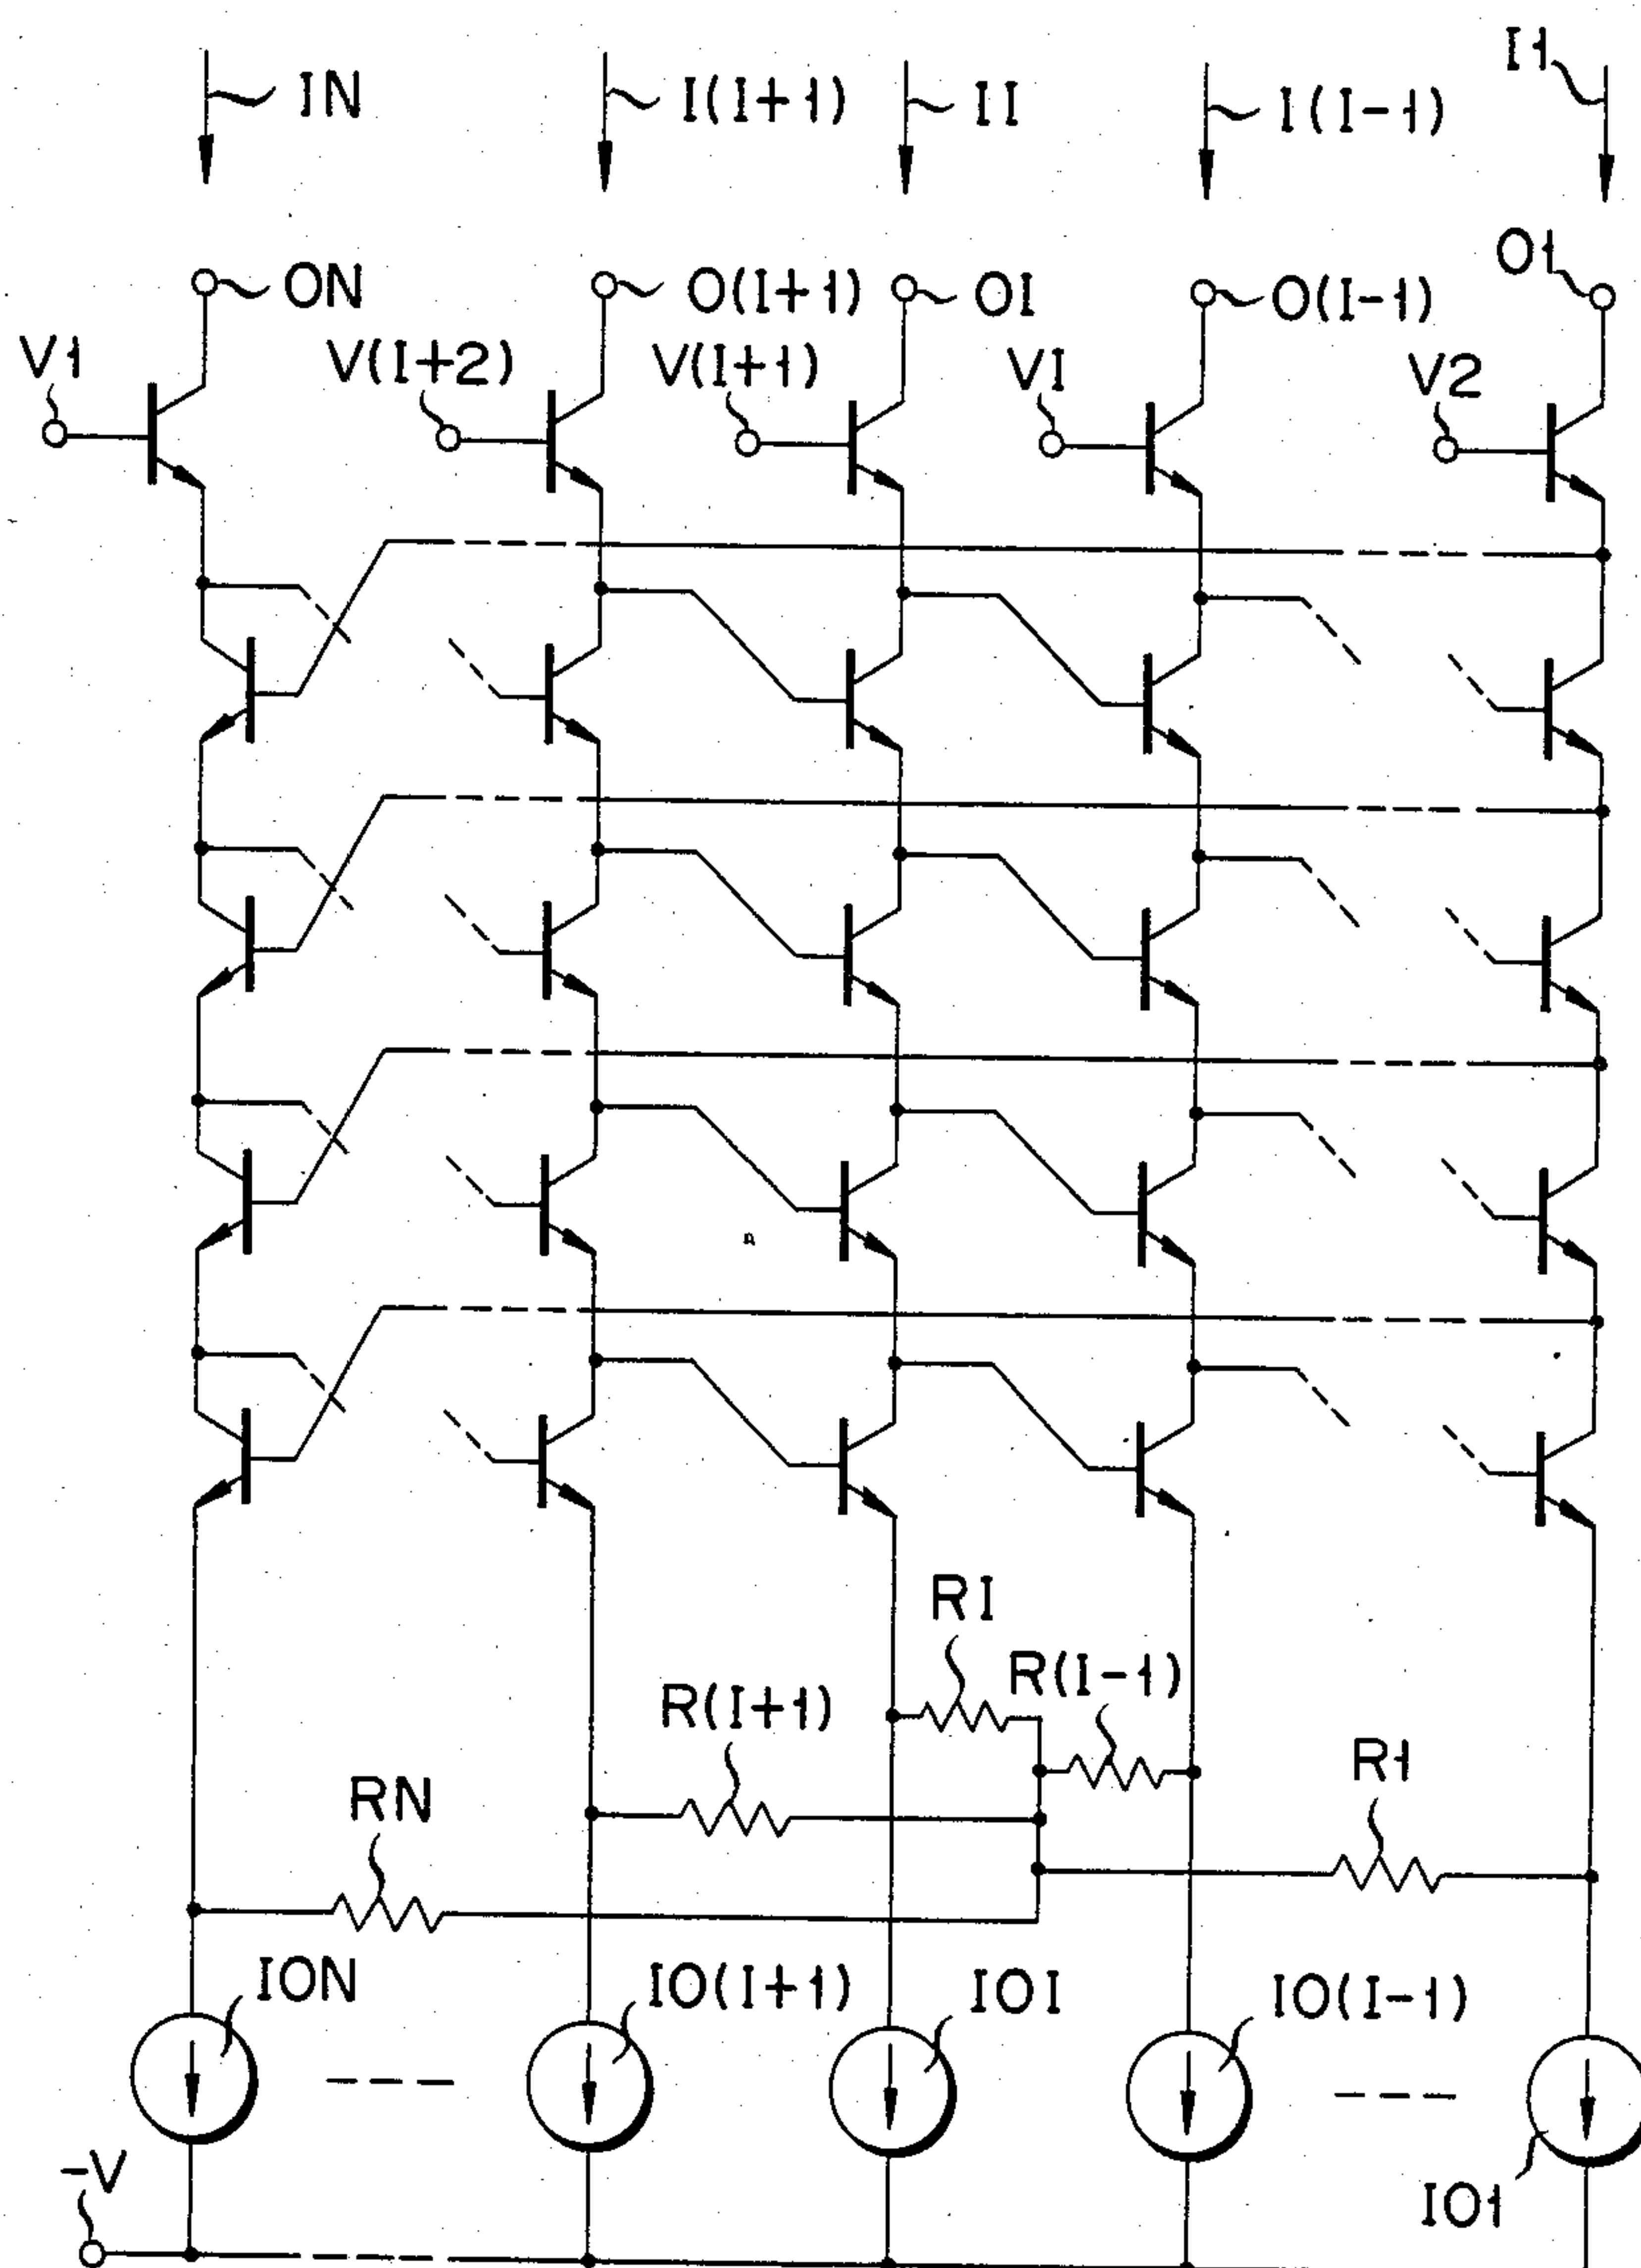 IN
I(I+1)
II
I(I-1)
I1
ON
O(I+1)
OI
O(I-1)
O1
V1
V(I+2)
V(I+1)
VI
V2
RI
R(I-1)
R(I+1)
R1
RN
ION
IO(I+1)
IOI
IO(I-1)
-V
IO1